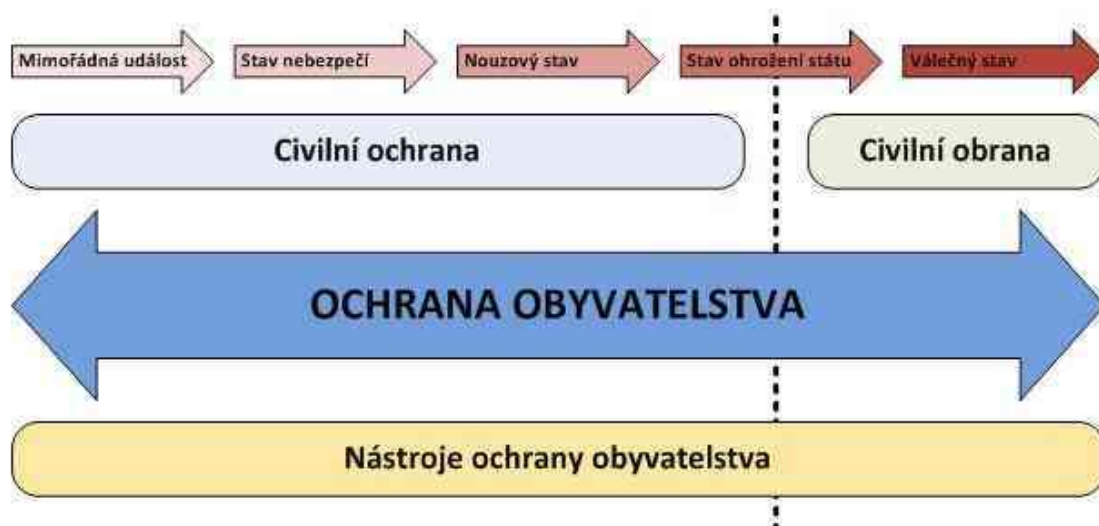 Mimořádná událost
Stav nebezpečí
Nouzový stav
Stav ohrožení státu
Válečný stav
Civilní ochrana
Civilní obrana
OCHRANA OBYVATELSTVA
Nástroje ochrany obyvatelstva